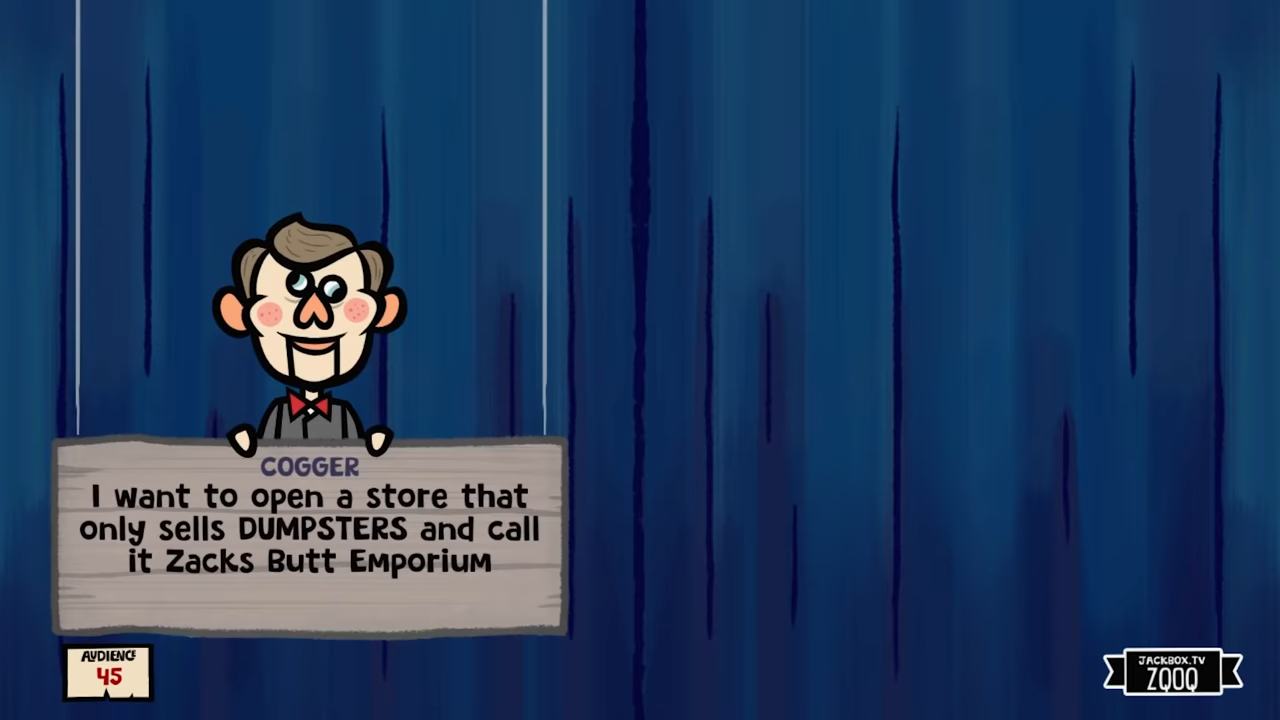 COGGER
I want to open a store that
only sells DUMPSTERS and call
it Zacks Butt Emporium
AUDIENCE
45
JACKBOX.TV
ZQOQ